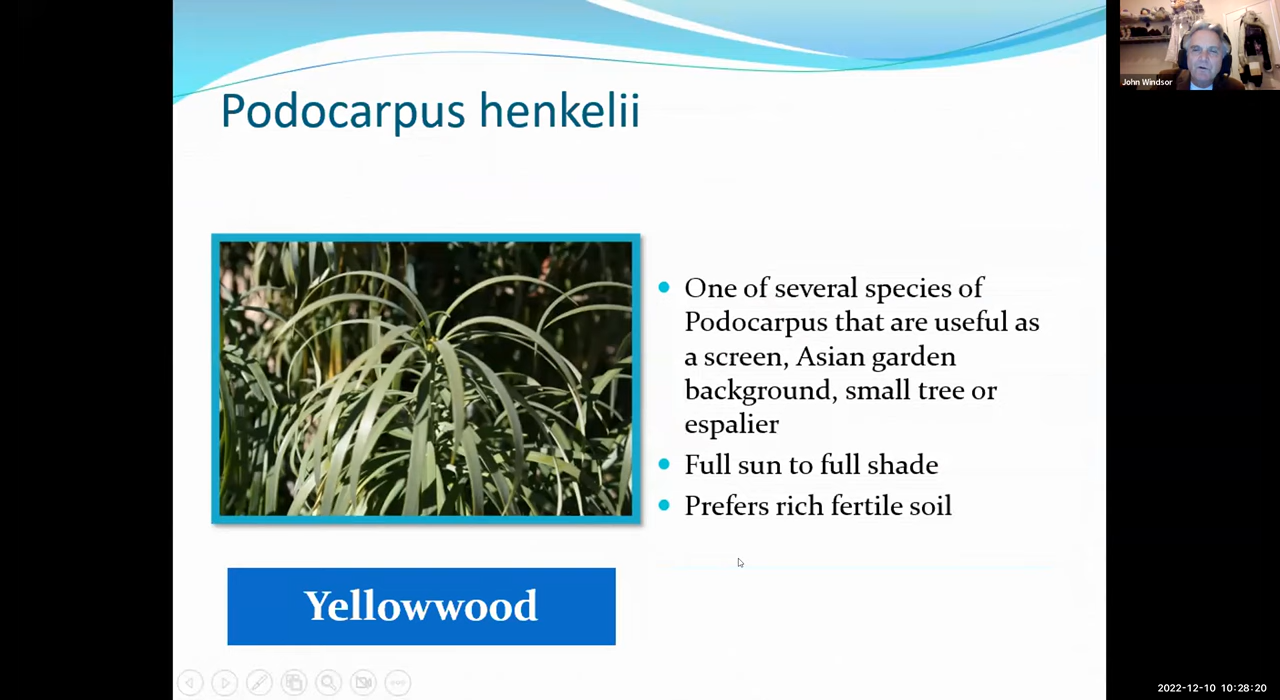 Podocarpus henkelii
John Windsor
One of several species of
Podocarpus that are useful as
a screen, Asian garden
background, small tree or
espalier
Full sun to full shade
Prefers rich fertile soil
Yellowwood
2022-12-10 10:28:20